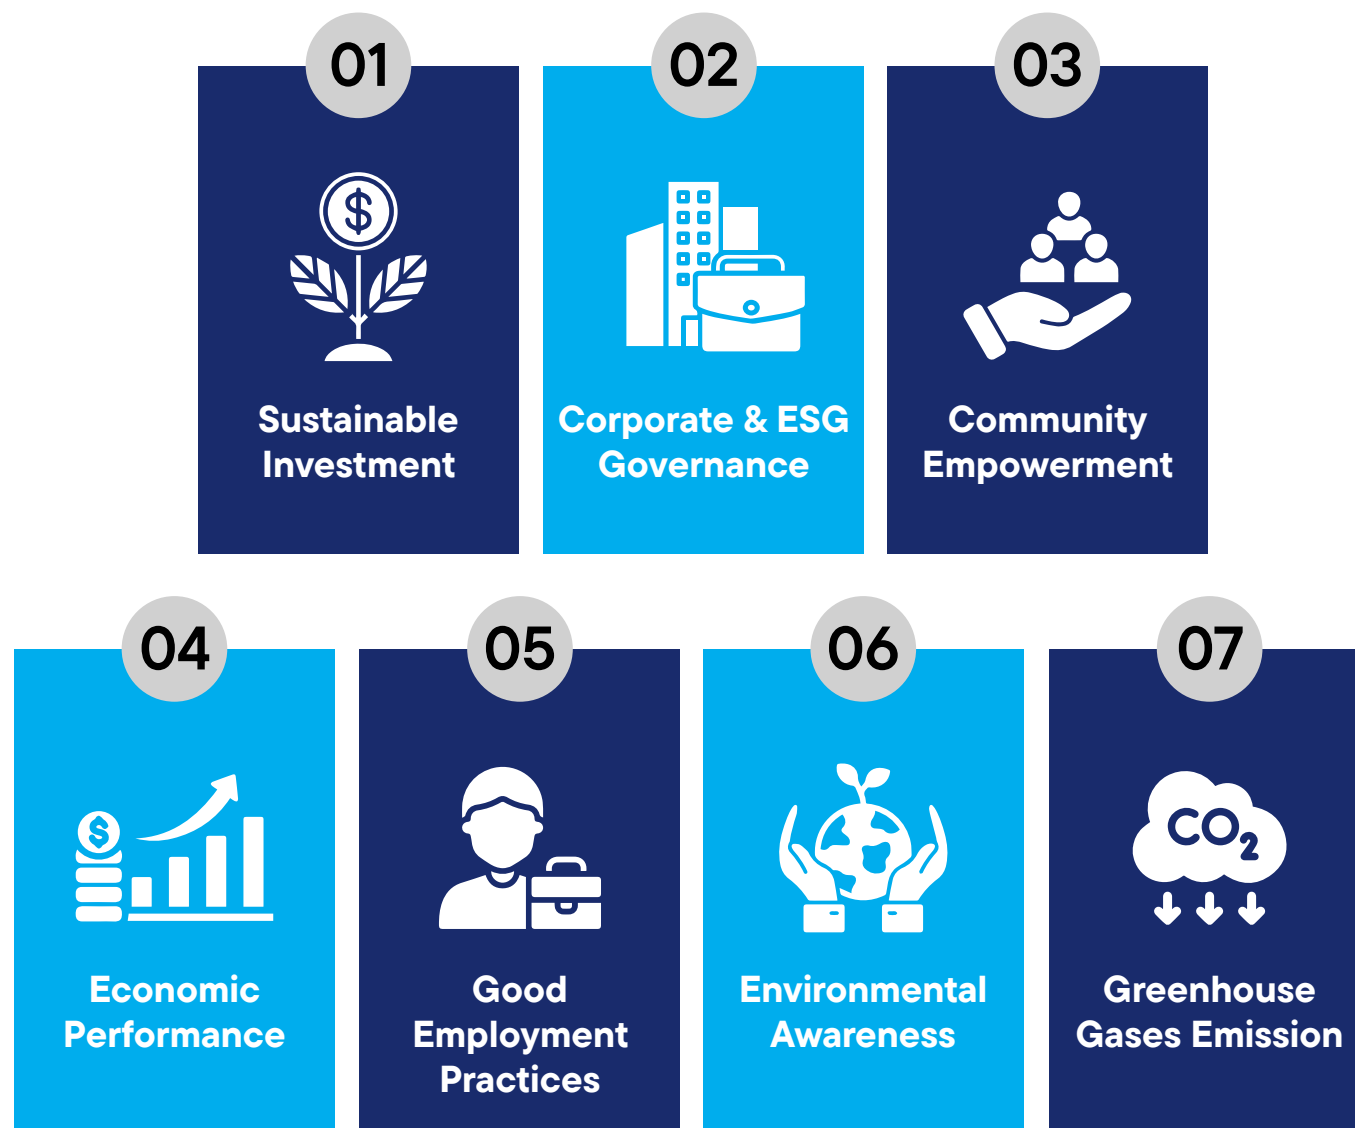 01
02
03
$
Sustainable
Investment
Corporate & ESG
Governance
Community
Empowerment
04
05
06
07
$
CO2
Economic
Performance
Good
Employment
Practices
Environmental
Awareness
Greenhouse
Gases Emission